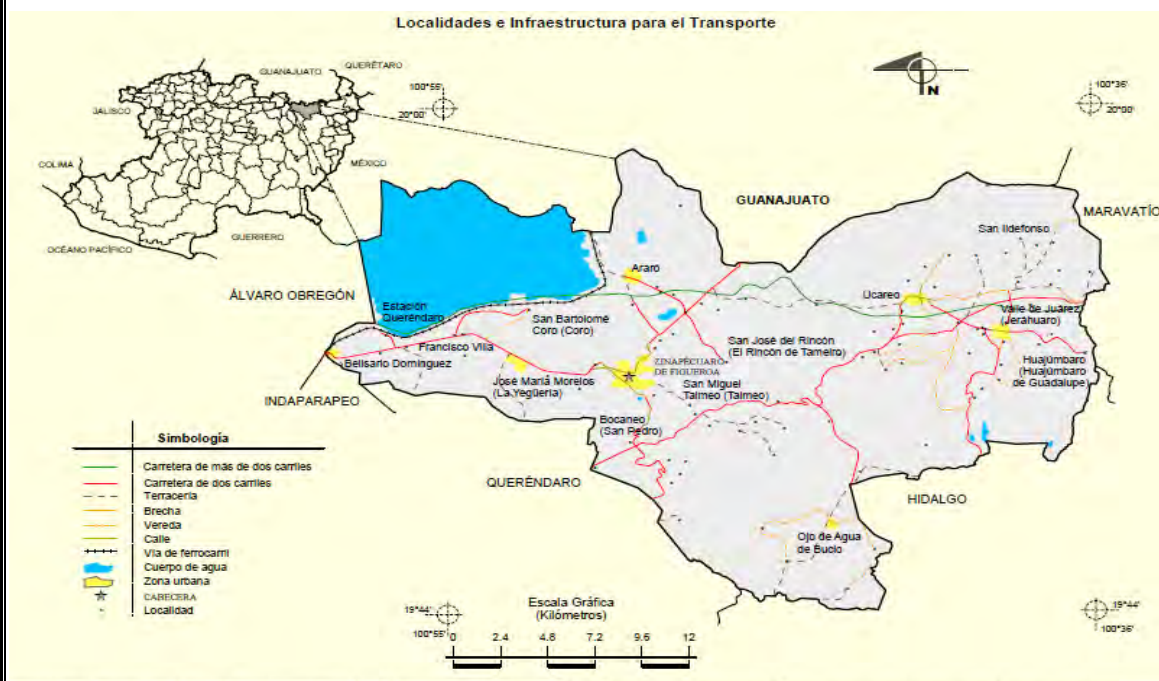 Localidades e Infraestructura para el Transporte
GUANAJUATO
QUERÉTARO
JALISCO
COLIMA
MÉXICO
GUERRERO
OCÉANO PACÍFICO
100°55'
20°00'
N
100°36'
20°00'
GUANAJUATO
MARAVATÍO
San Ildefonso
Araró
Ucareo
ÁLVARO OBREGÓN
Estación
Queréndaro
San Bartolomé
Coro (Coro)
Valle de Juárez
(Jeráhuaro)
Francisco Villa
San José del Rincón
(El Rincón de Tameiro)
Belisario Domínguez
ZINAPÉCUARO
DE FIGUEROA
Huajúmbaro
(Huajúmbaro
de Guadalupe)
José María Morelos
(La Yegüeria)
San Miguel
Taimeo (Taimeo)
INDAPARAPEO
Bocaneo
(San Pedro)
QUERÉNDARO
HIDALGO
Ojo de Agua
de Bucio
Simbología
Carretera de más de dos carriles
Carretera de dos carriles
Terracería
Brecha
Vereda
Calle
Vía de ferrocarril
Cuerpo de agua
Zona urbana
CABECERA
Localidad
19°44'
100°55'
Escala Gráfica
(Kilómetros)
0 2.4 4.8 7.2 9.6 12
19°44'
100°36'